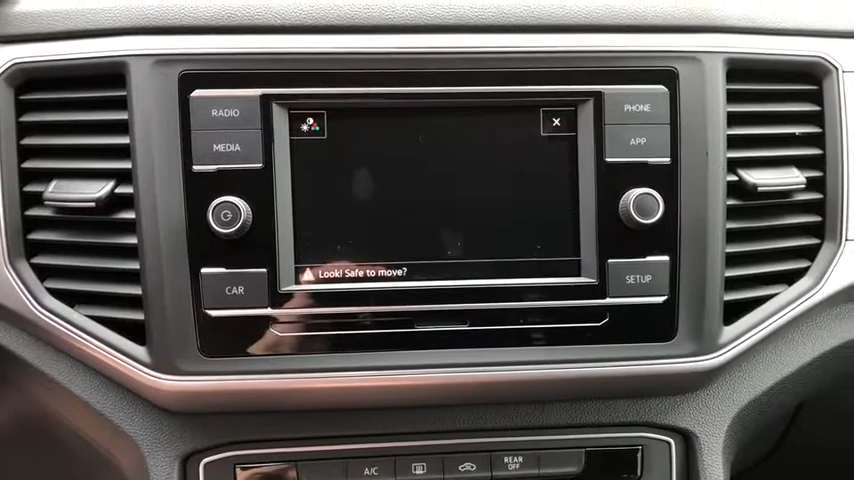 RADIO
MEDIA
CAR
Look! Safe to move?
PHONE
APP
SETUP
A/C
REAR
OFF